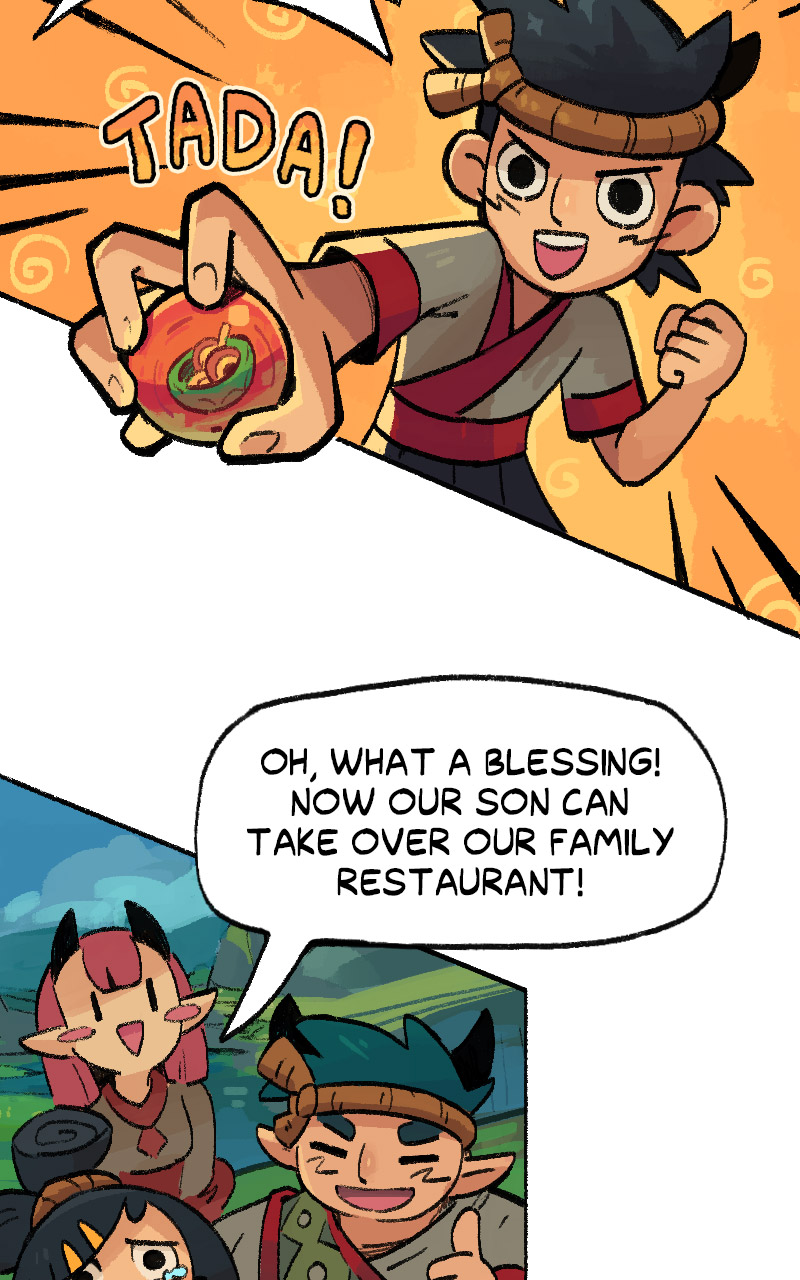 TADA!
OH, WHAT A BLESSING!
NOW OUR SON CAN
TAKE OVER OUR FAMILY
RESTAURANT!